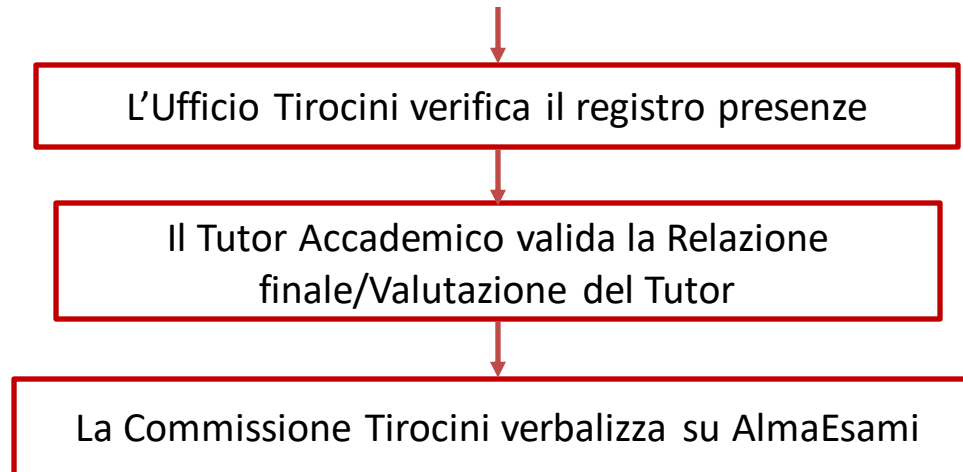 L’Ufficio Tirocini verifica il registro presenze
Il Tutor Accademico valida la Relazione
finale/Valutazione del Tutor
La Commissione Tirocini verbalizza su AlmaEsami